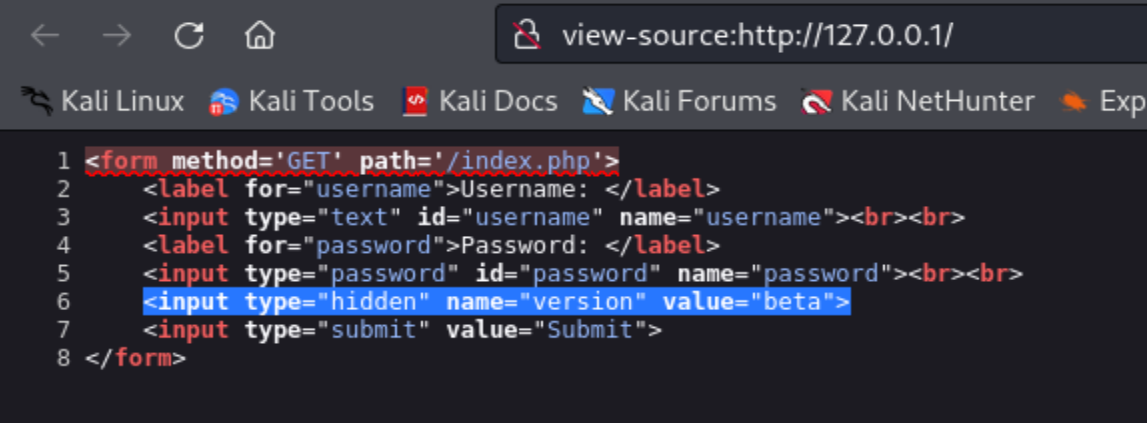 view-source:http://127.0.0.1/
Kali Linux Kali Tools Kali Docs Kali Forums Kali NetHunter Exp
1 <form method='GET' path='/index.php'>
2 <label for="username">Username: </label>
3 <input type="text" id="username" name="username"><br><br>
4 <label for="password">Password: </label>
5 <input type="password" id="password" name="password"><br><br>
6 <input type="hidden" name="version" value="beta">
7 <input type="submit" value="Submit">
8 </form>